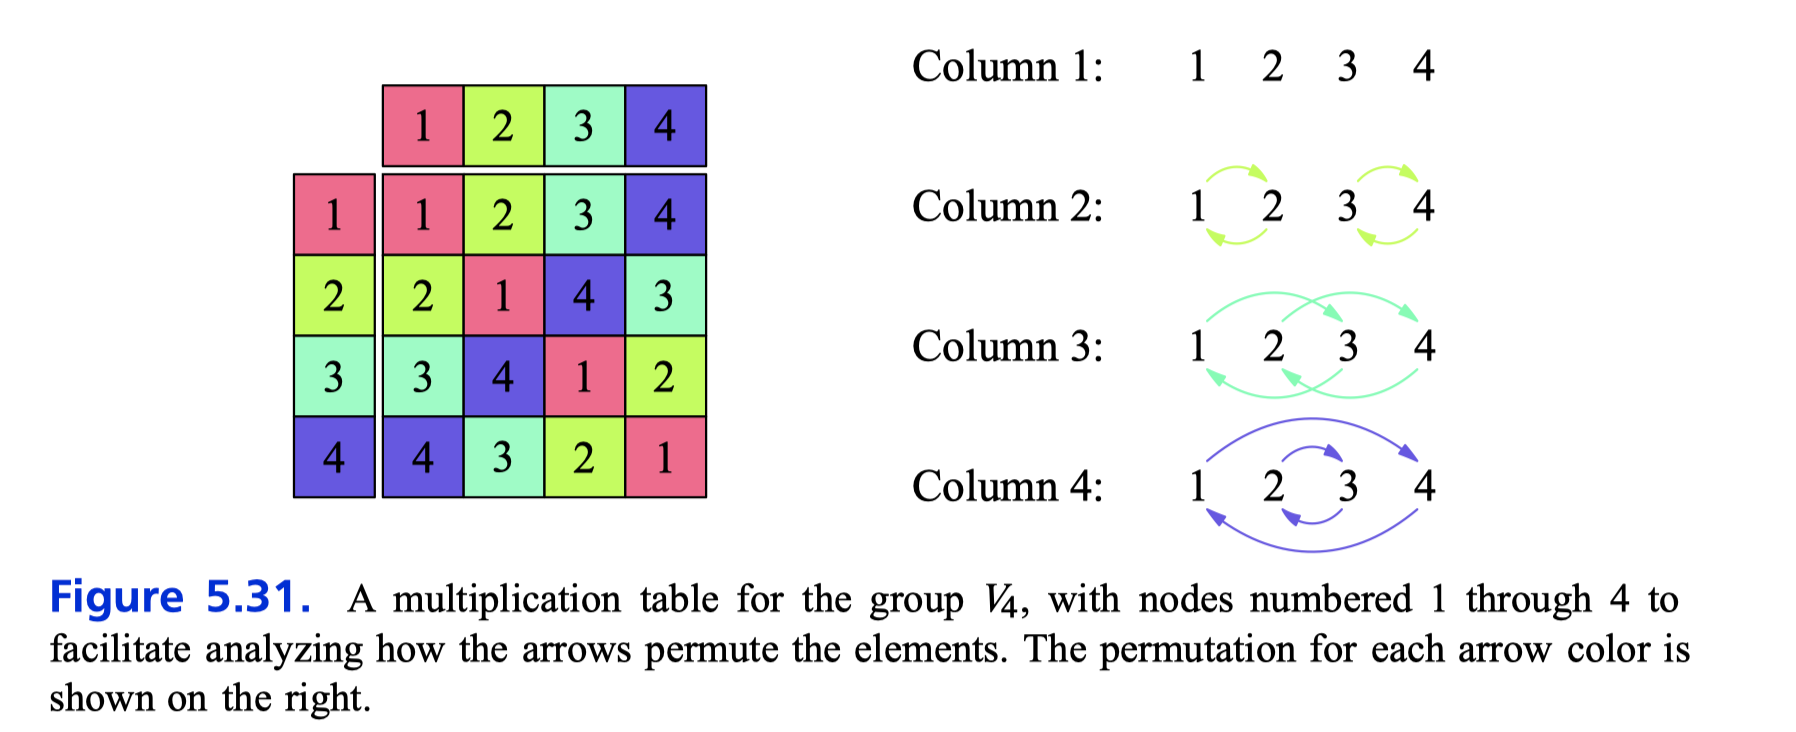 1 2 3 4
1 1 2 3 4
2 2 1 4 3
3 3 4 1 2
4 4 3 2 1
Column 1: 1 2 3 4
Column 2: 1 2 3 4
Column 3: 1 2 3 4
Column 4: 1 2 3 4
Figure 5.31. A multiplication table for the group V4, with nodes numbered 1 through 4 to
facilitate analyzing how the arrows permute the elements. The permutation for each arrow color is
shown on the right.